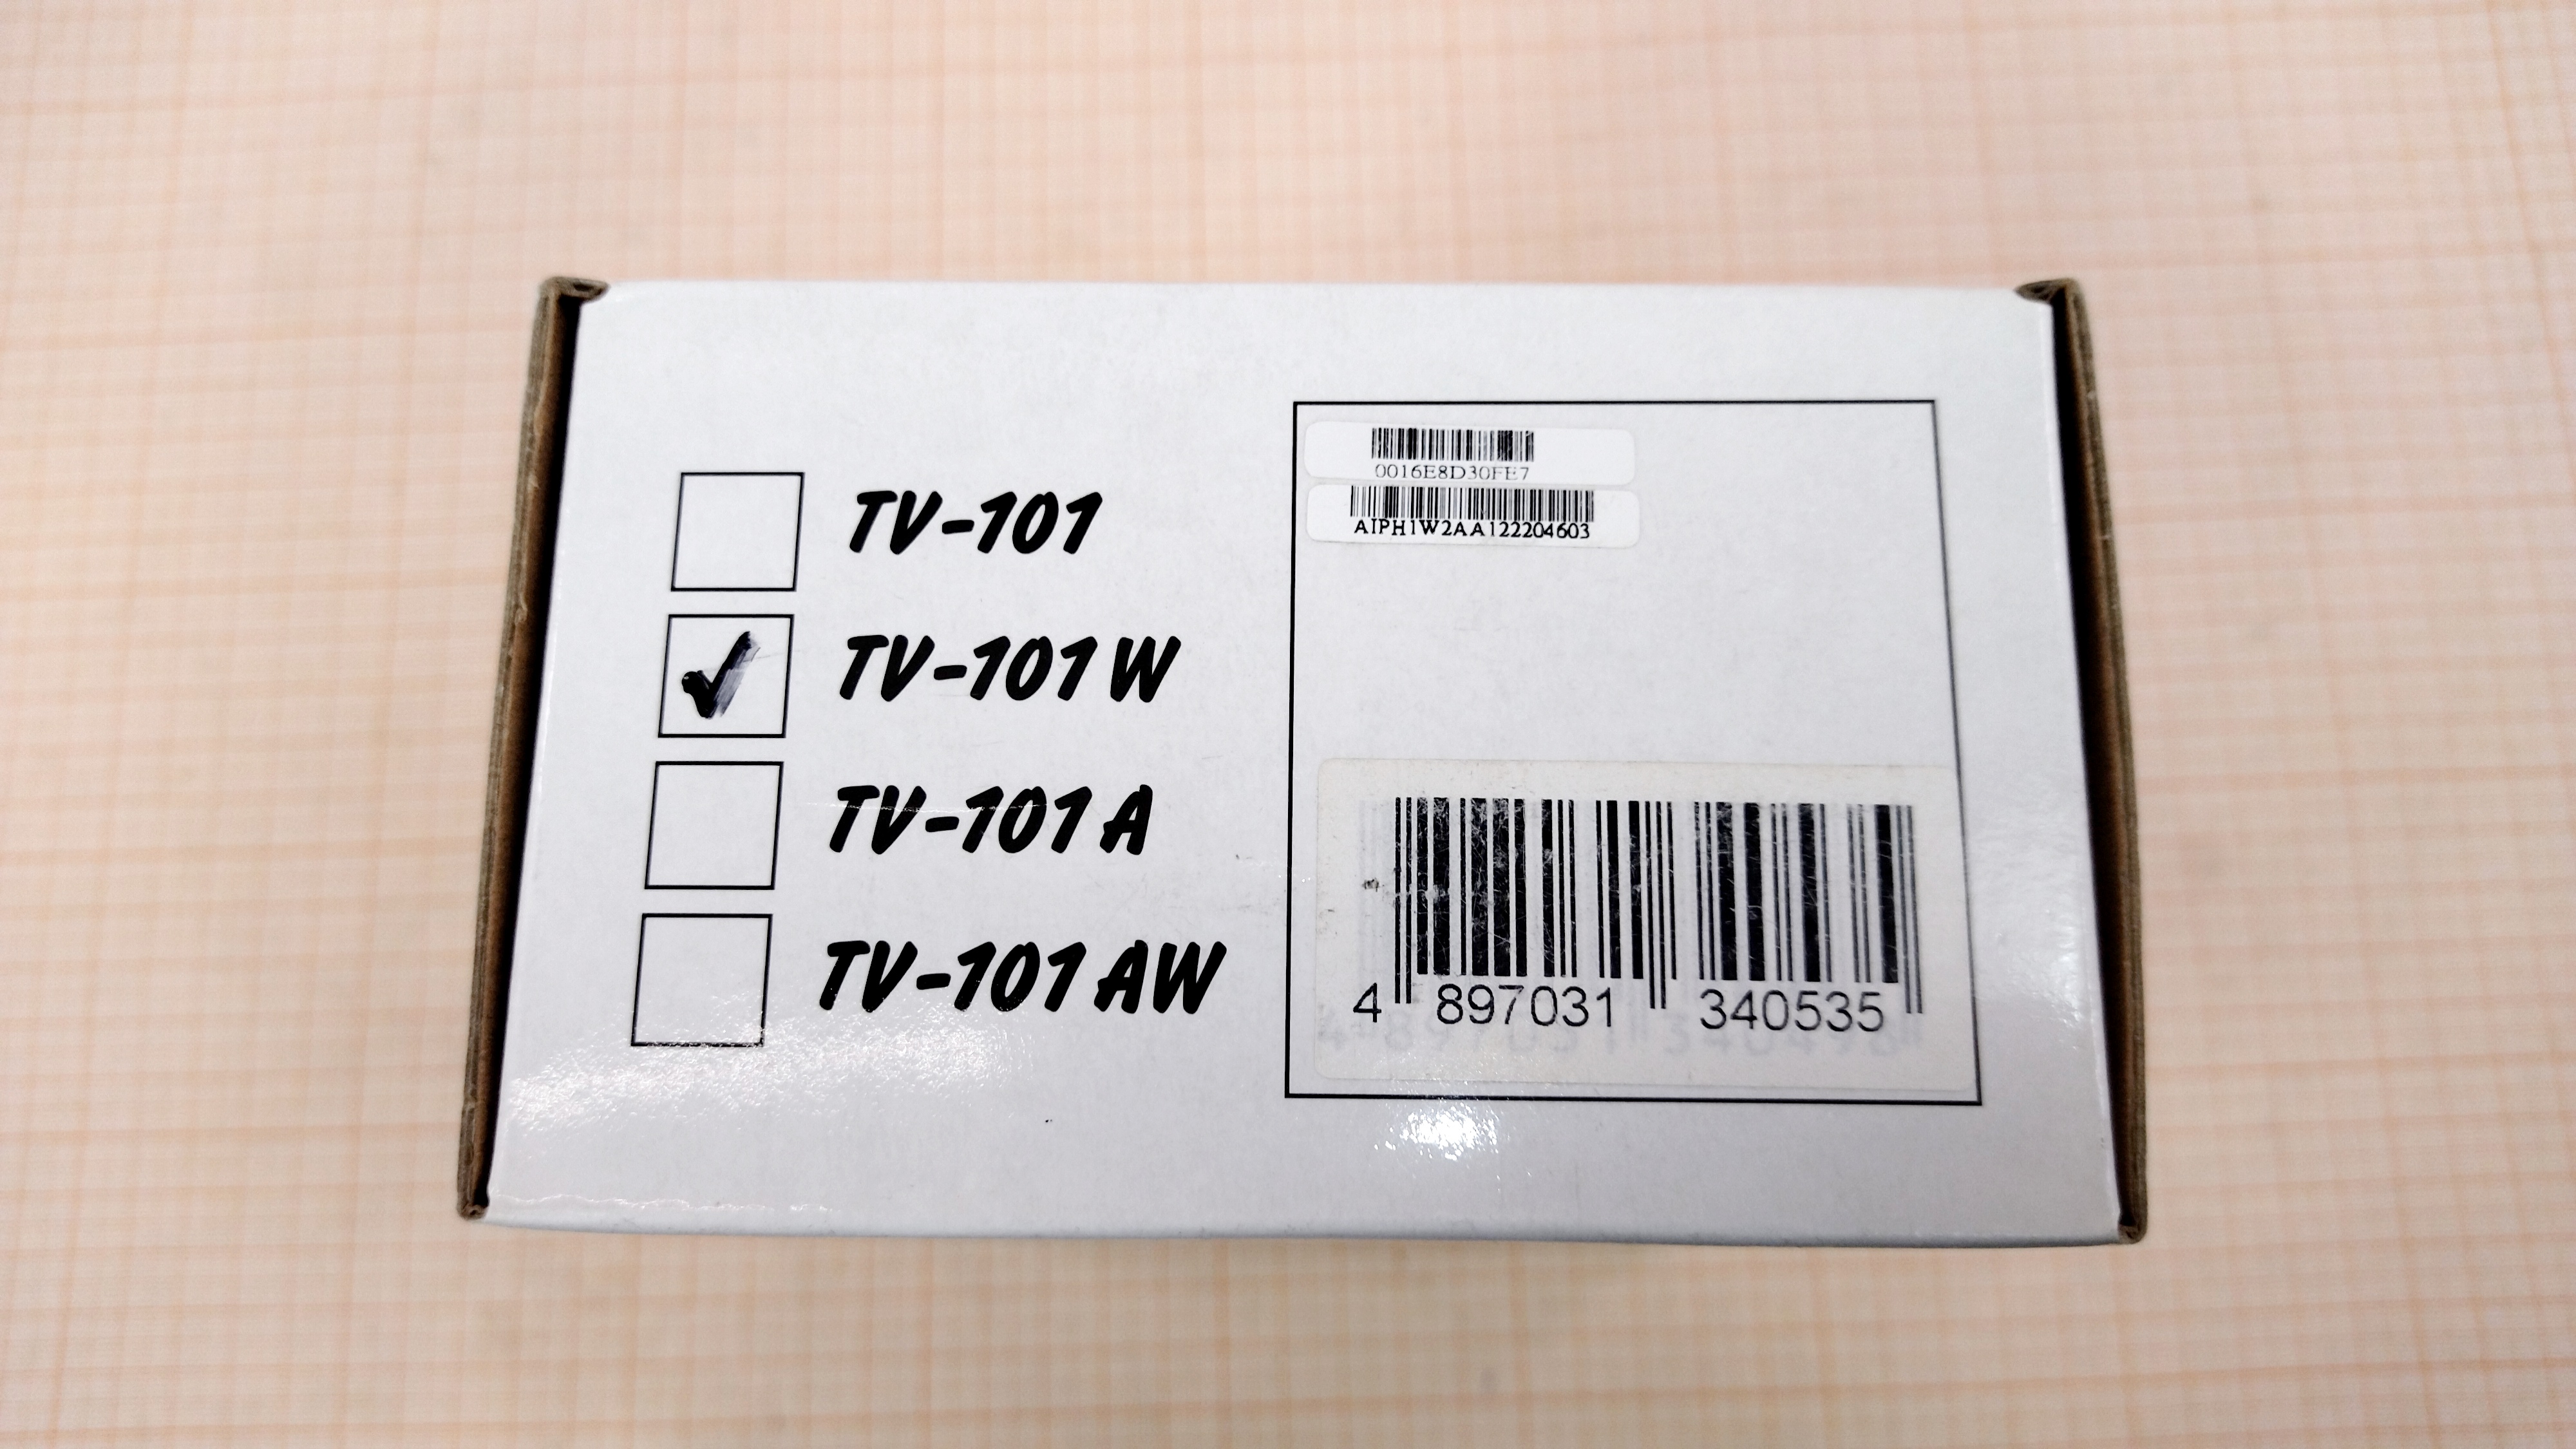 TV-101
TV-101 W
TV-101 A
TV-101 AW
0016E8D30FE7
AIPH1W2AA122204603
4 897031 340535